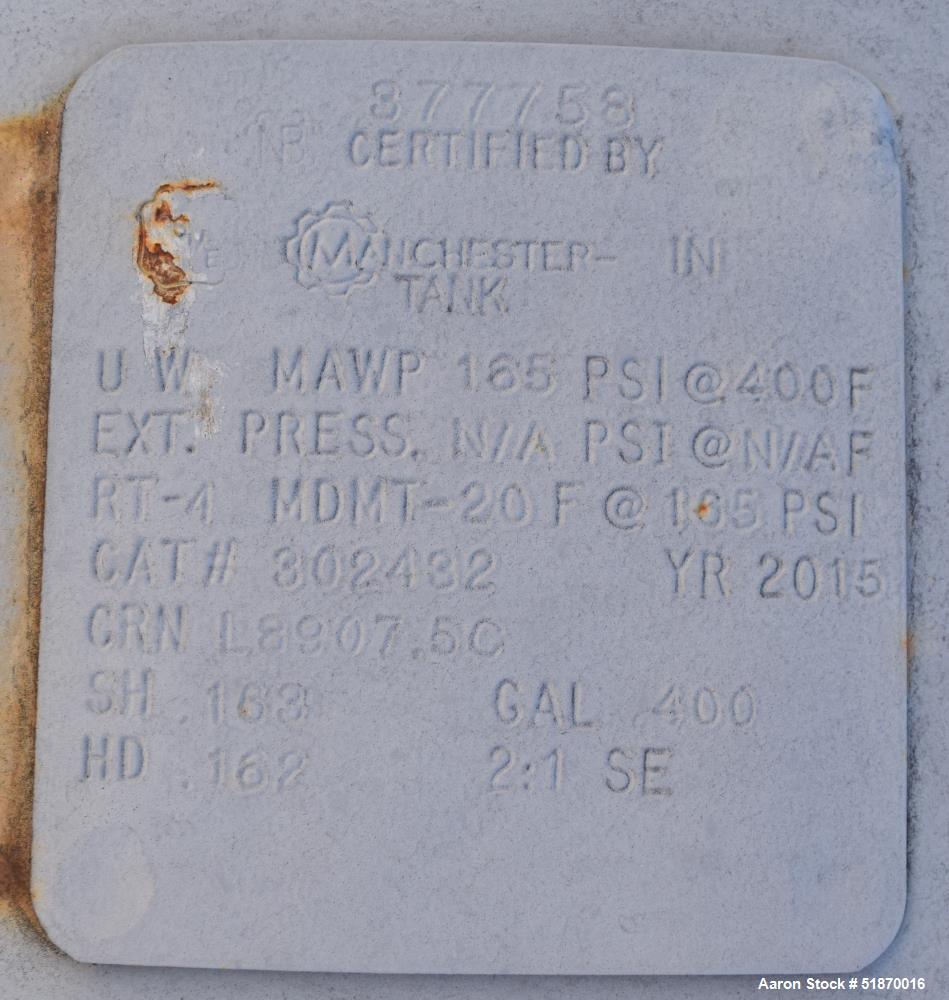 377758
NB CERTIFIED BY
MANCHESTER- IN
TANK
U W MAWP 165 PSI @ 400 F
EXT. PRESS. N//A PSI @ N//A F
RT-4 MDMT-20 F @ 165 PSI
CAT# 302432 YR 2015
CRN L8907.5C
SH .163 GAL 400
HD .162 2:1 SE
Aaron Stock # 51870016